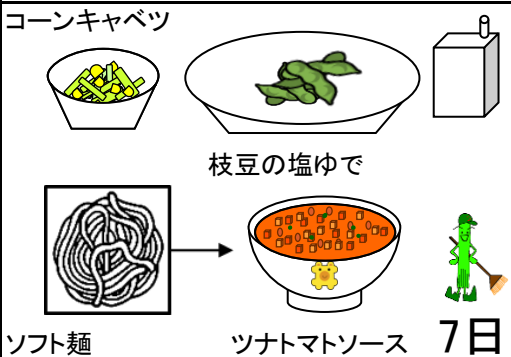 コーンキャベツ
枝豆の塩ゆで
ソフト麺
ツナトマトソース
7日